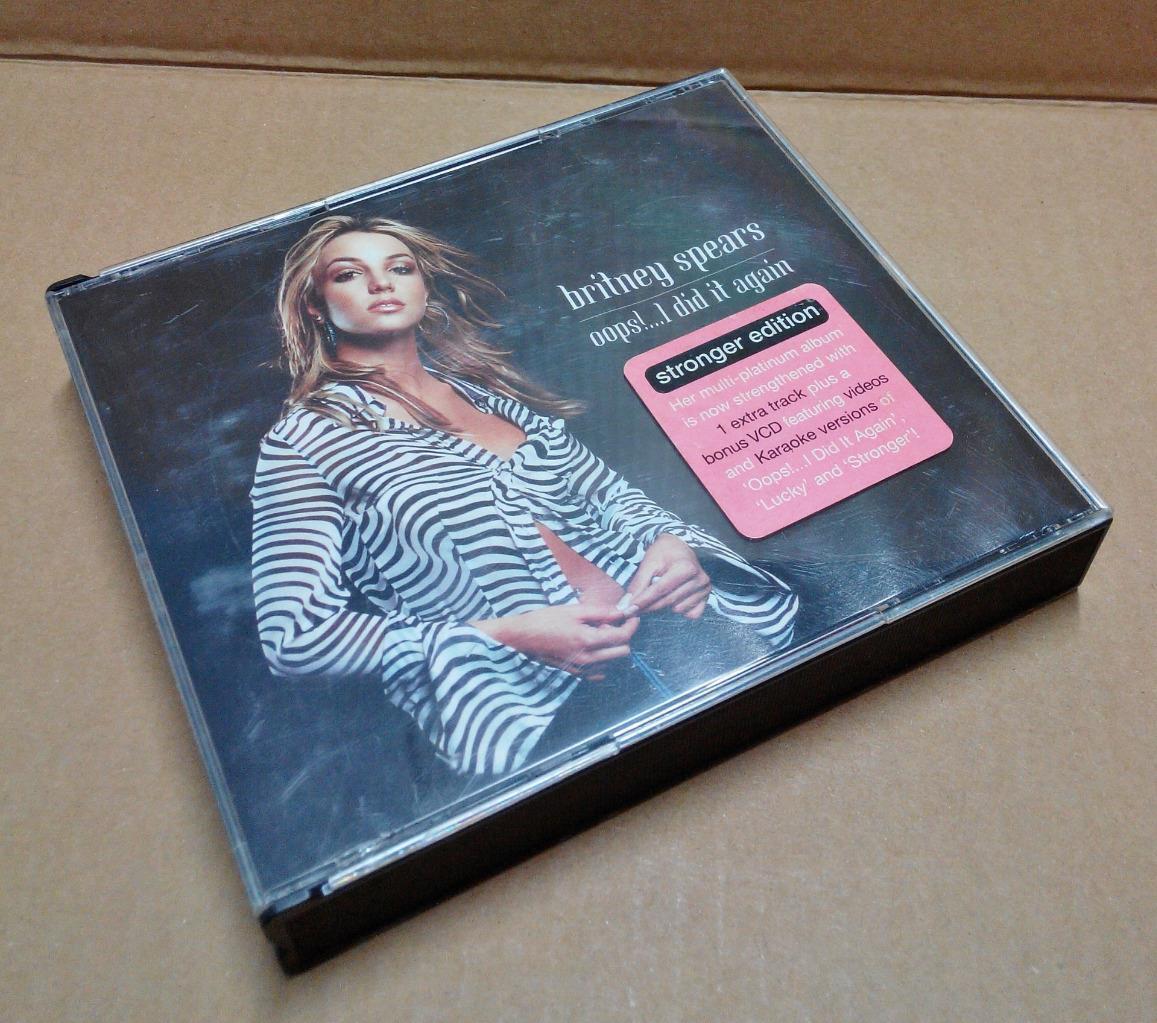 britney spears
oops!...I did it again
stronger edition
Her multi-platinum album
is now strengthened with
1 extra track plus a
bonus VCD featuring videos
and Karaoke versions of
'Oops!...I Did It Again',
'Lucky' and 'Stronger'!